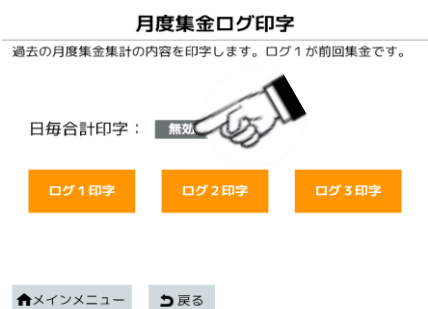 月度集金ログ印字
過去の月度集金集計の内容を印字します。ログ1が前回集金です。
日毎合計印字： 無効
ログ1印字 ログ2印字 ログ3印字
メインメニュー 戻る